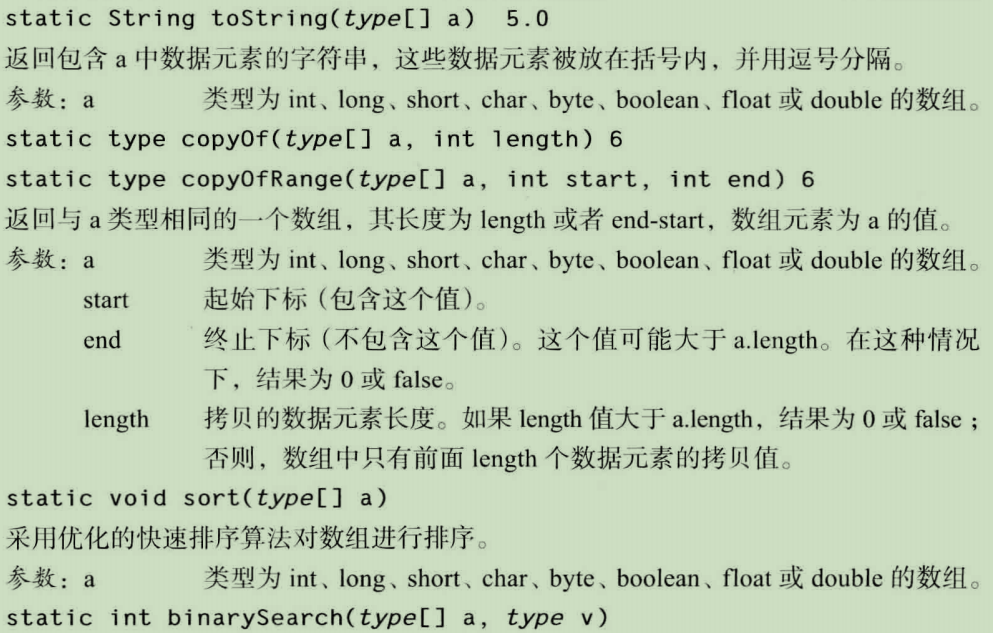 static String toString(type[] a) 5.0
返回包含 a 中数据元素的字符串，这些数据元素被放在括号内，并用逗号分隔。
参数：a 类型为 int、long、short、char、byte、boolean、float 或 double 的数组。
static type copyOf(type[] a, int length) 6
static type copyOfRange(type[] a, int start, int end) 6
返回与 a 类型相同的一个数组，其长度为 length 或者 end-start，数组元素为 a 的值。
参数：a 类型为 int、long、short、char、byte、boolean、float 或 double 的数组。
start 起始下标（包含这个值）。
end 终止下标（不包含这个值）。这个值可能大于 a.length。在这种情况
下，结果为 0 或 false。
length 拷贝的数据元素长度。如果 length 值大于 a.length，结果为 0 或 false；
否则，数组中只有前面 length 个数据元素的拷贝值。
static void sort(type[] a)
采用优化的快速排序算法对数组进行排序。
参数：a 类型为 int、long、short、char、byte、boolean、float 或 double 的数组。
static int binarySearch(type[] a, type v)